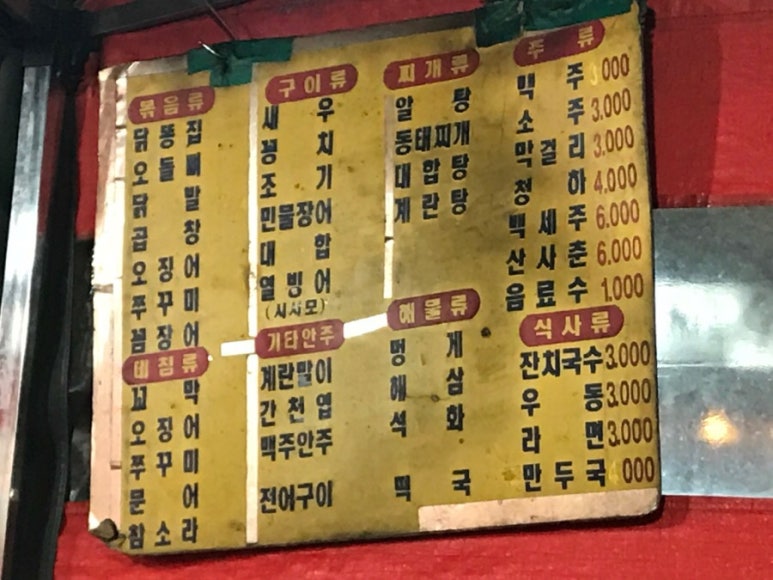 볶음류
닭 똥 집
오 돌 뼈
닭 발
곱 창
오 징 어
쭈 꾸 미
꼼 장 어
데침류
꼬 막
오 징 어
쭈 꾸 미
문 어
참 소 라
구이류
새 우
꽁 치
조 기
민물장어
대 합
열 빙 어
(시사모)
기타안주
계란말이
간 천 엽
맥주안주
전어구이
찌개류
알 탕
동태찌개
대 합 탕
계 란 탕
해물류
멍 게
해 삼
석 화
떡 국
주 류
맥 주 3.000
소 주 3.000
막 걸 리 3.000
청 하 4.000
백 세 주 6.000
산 사 춘 6.000
음 료 수 1.000
식사류
잔치국수 3.000
우 동 3.000
라 면 3.000
만 두 국 4.000